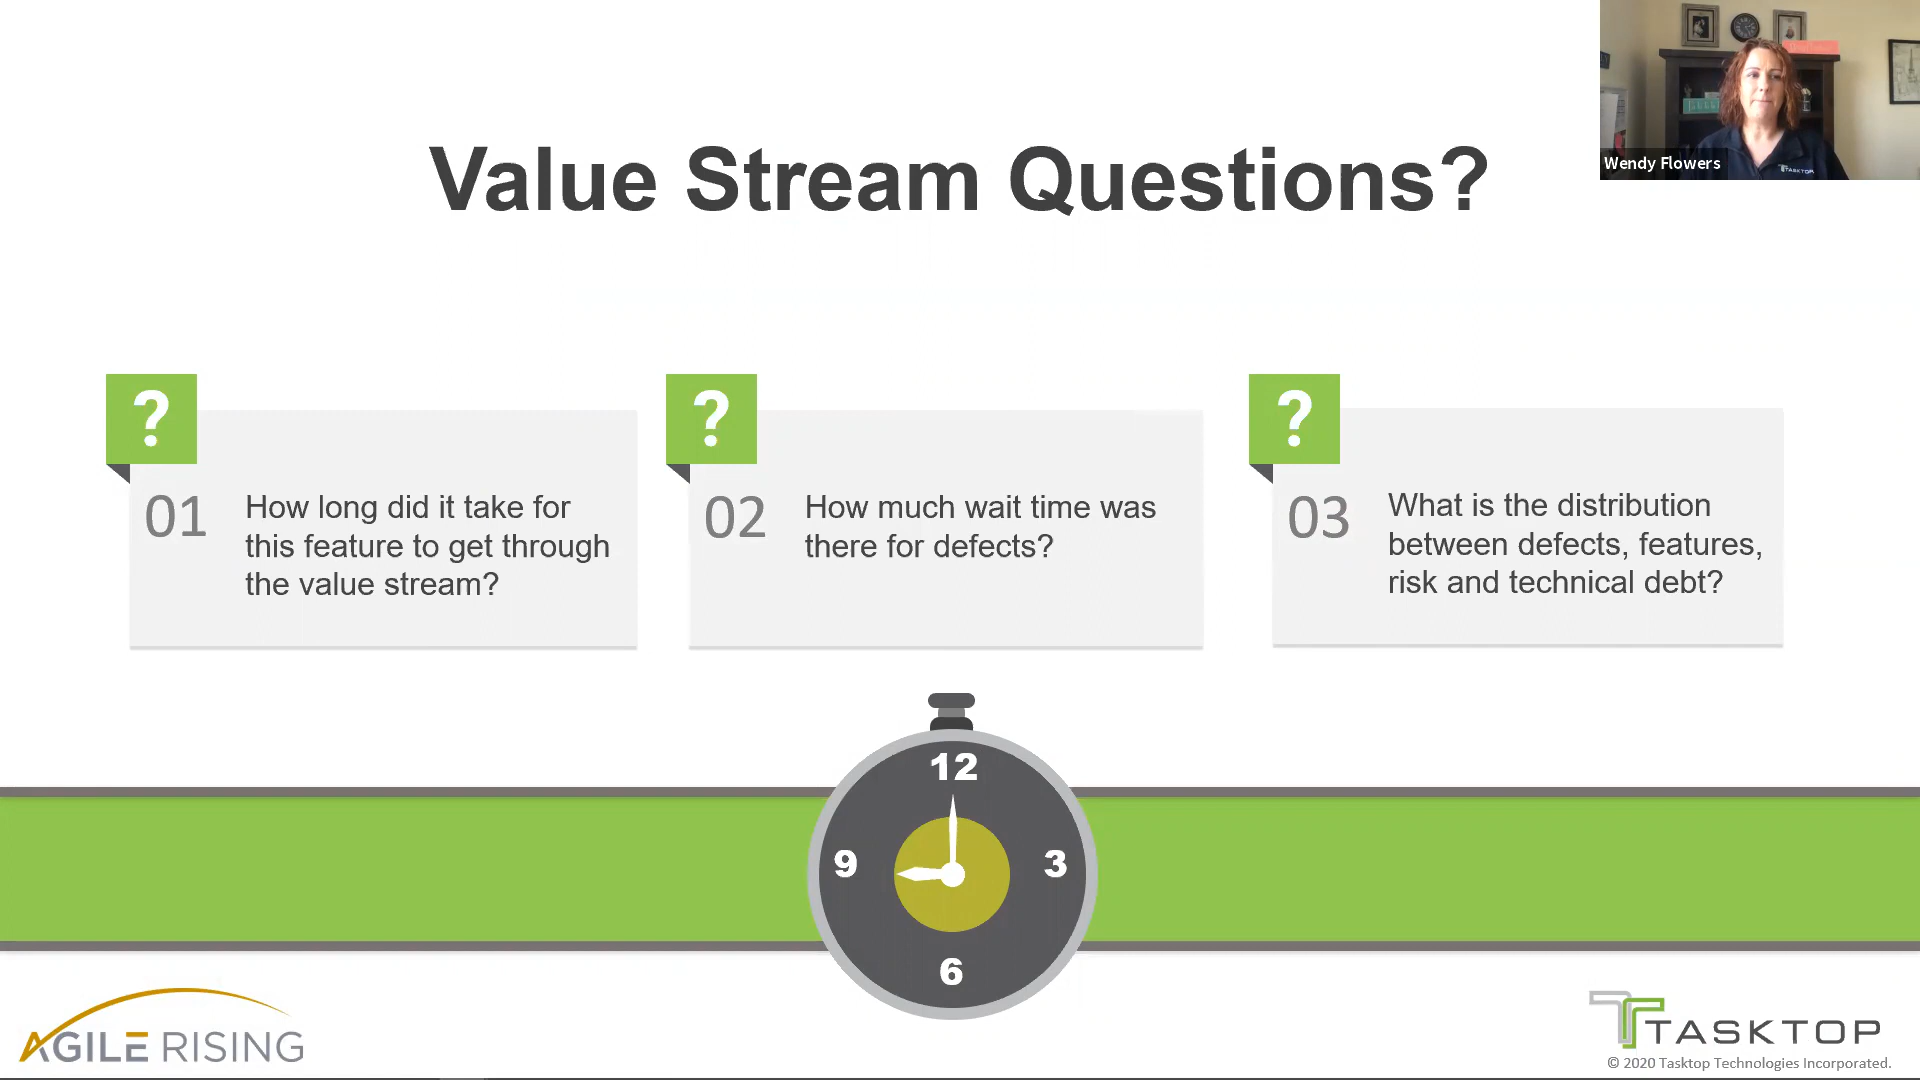 Value Stream Questions?
Wendy Flowers
TASKTOP
?
01
How long did it take for
this feature to get through
the value stream?
?
02
How much wait time was
there for defects?
?
03
What is the distribution
between defects, features,
risk and technical debt?
12
9
3
6
AGILE RISING
TASKTOP
© 2020 Tasktop Technologies Incorporated.